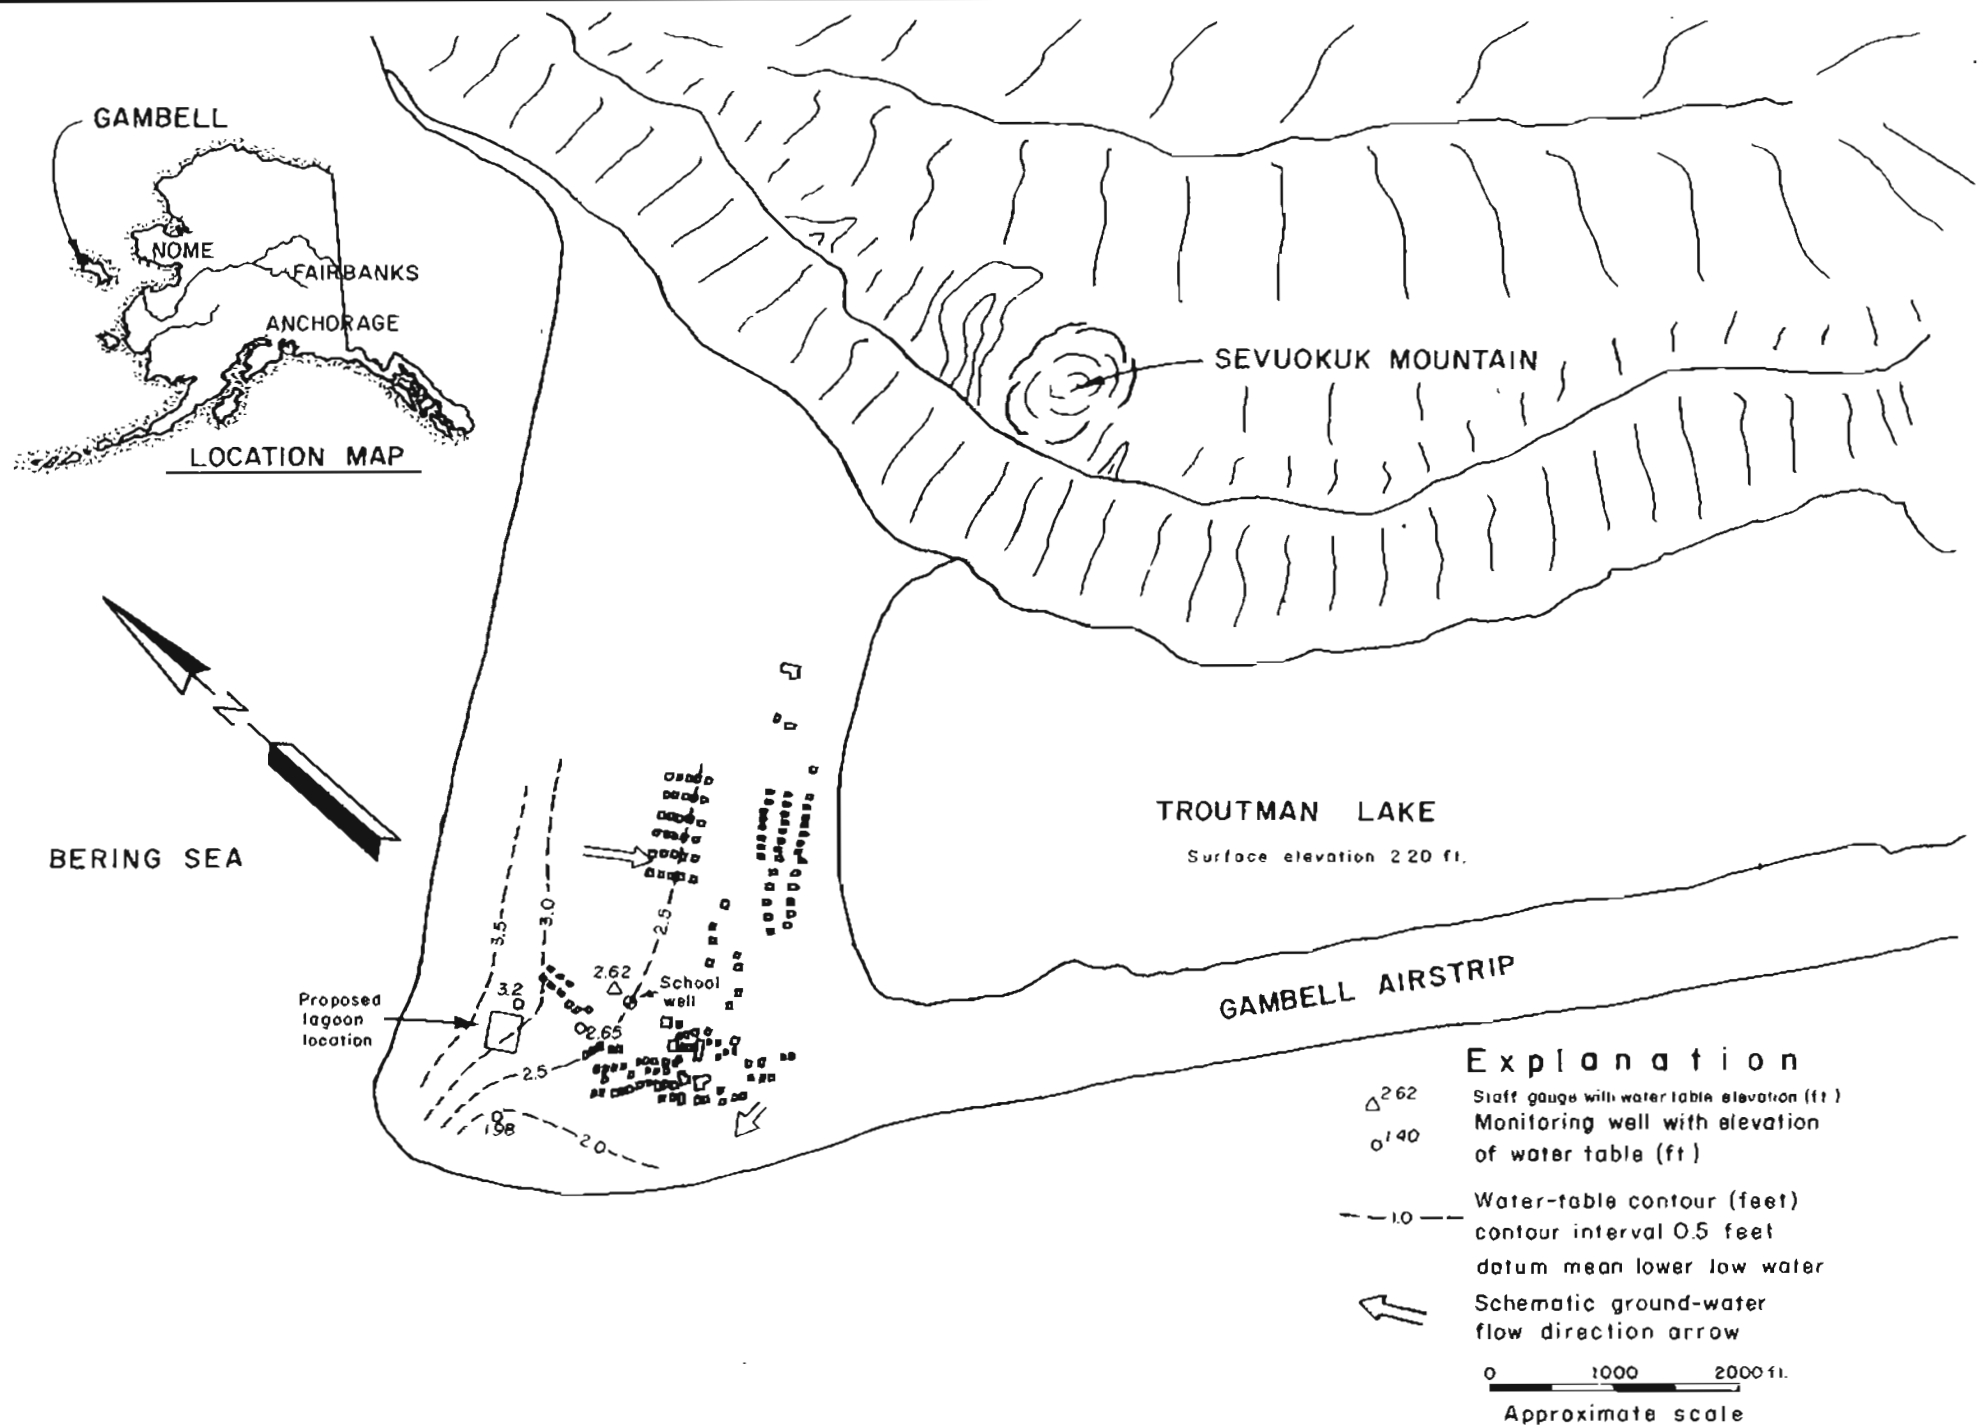 GAMBELL
NOME
FAIRBANKS
ANCHORAGE
LOCATION MAP
SEVUOKUK MOUNTAIN
N
BERING SEA
TROUTMAN LAKE
Surface elevation 2 20 ft.
3.5
3.0
2.5
2.62
School
well
3.2
Proposed
lagoon
location
2.65
2.5
1.98
2.0
GAMBELL AIRSTRIP
Explanation
2 62
Staff gauge with water table elevation (ft)
Monitoring well with elevation
1 40
of water table (ft)
Water-table contour (feet)
1.0
contour interval 0.5 feet
datum mean lower low water
Schematic ground-water
flow direction arrow
0 1000 2000 ft.
Approximate scale